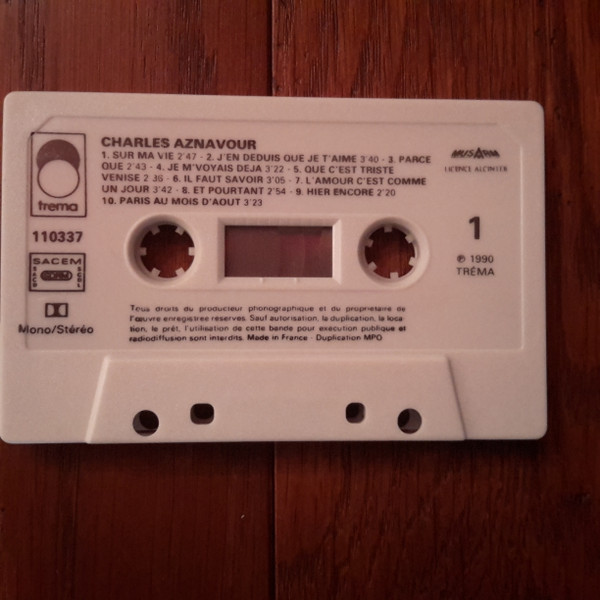 CHARLES AZNAVOUR
1. SUR MA VIE 2'47 - 2. J'EN DEDUIS QUE JE T'AIME 3'40 - 3. PARCE
QUE 2'43 - 4. JE M'VOYAIS DEJA 3'22 - 5. QUE C'EST TRISTE
VENISE 2'36 - 6. IL FAUT SAVOIR 3'05 - 7. L'AMOUR C'EST COMME
UN JOUR 3'42 - 8. ET POURTANT 2'54 - 9. HIER ENCORE 2'20
10. PARIS AU MOIS D'AOUT 3'23
trema
110337
SACEM
Mono/Stéréo
MUSARM
LICENCE
1
℗ 1990
TRÉMA
Tous droits du producteur phonographique et du propriétaire de
l'œuvre enregistrée réservés. Sauf autorisation, la duplication, la loca-
tion, le prêt, l'utilisation de cette bande pour exécution publique et
radiodiffusion sont interdits. Made in France - Duplication MPO